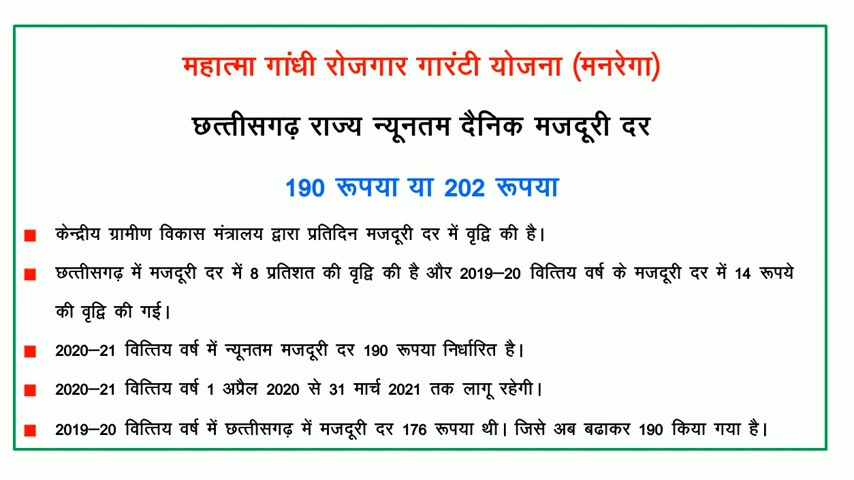 महात्मा गांधी रोजगार गारंटी योजना (मनरेगा)
छत्तीसगढ़ राज्य न्यूनतम दैनिक मजदूरी दर
190 रूपया या 202 रूपया
केन्द्रीय ग्रामीण विकास मंत्रालय द्वारा प्रतिदिन मजदूरी दर में वृद्वि की है।
छत्तीसगढ़ में मजदूरी दर में 8 प्रतिशत की वृद्वि की है और 2019–20 वित्तिय वर्ष के मजदूरी दर में 14 रूपये
की वृद्वि की गई।
2020–21 वित्तिय वर्ष में न्यूनतम मजदूरी दर 190 रूपया निर्धारित है।
2020–21 वित्तिय वर्ष 1 अप्रैल 2020 से 31 मार्च 2021 तक लागू रहेगी।
2019–20 वित्तिय वर्ष में छत्तीसगढ़ में मजदूरी दर 176 रूपया थी। जिसे अब बढाकर 190 किया गया है।